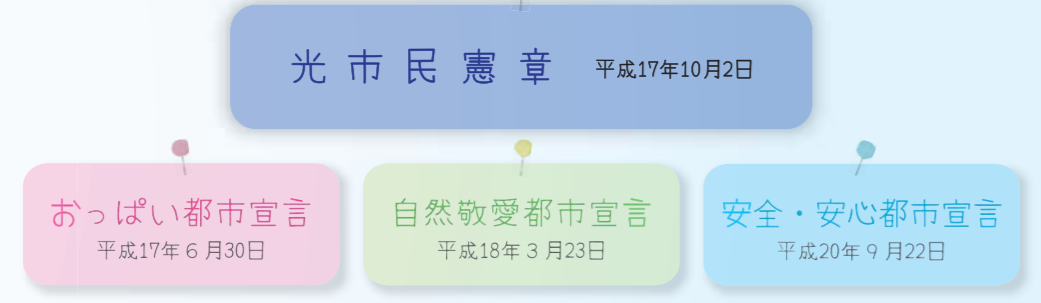 光市民憲章 平成17年10月2日
おっぱい都市宣言
平成17年6月30日
自然敬愛都市宣言
平成18年3月23日
安全・安心都市宣言
平成20年9月22日